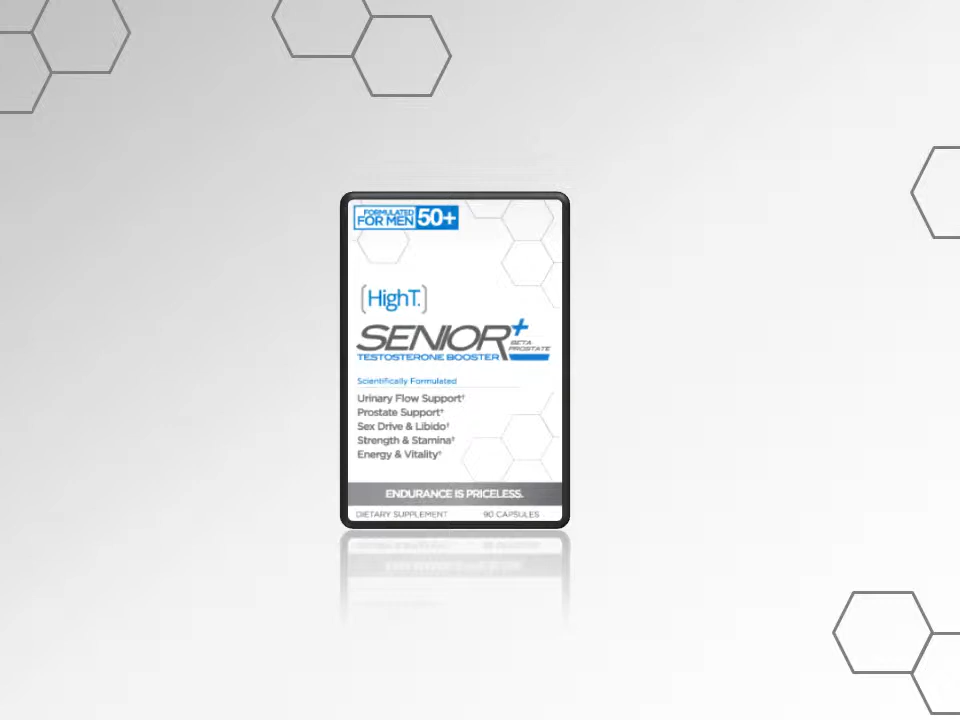 FORMULATED
FOR MEN 50+
[HighT.]
SENIOR+
BETA
PROSTATE
TESTOSTERONE BOOSTER
Scientifically Formulated
Urinary Flow Support†
Prostate Support†
Sex Drive & Libido†
Strength & Stamina†
Energy & Vitality†
ENDURANCE IS PRICELESS.
DIETARY SUPPLEMENT 90 CAPSULES